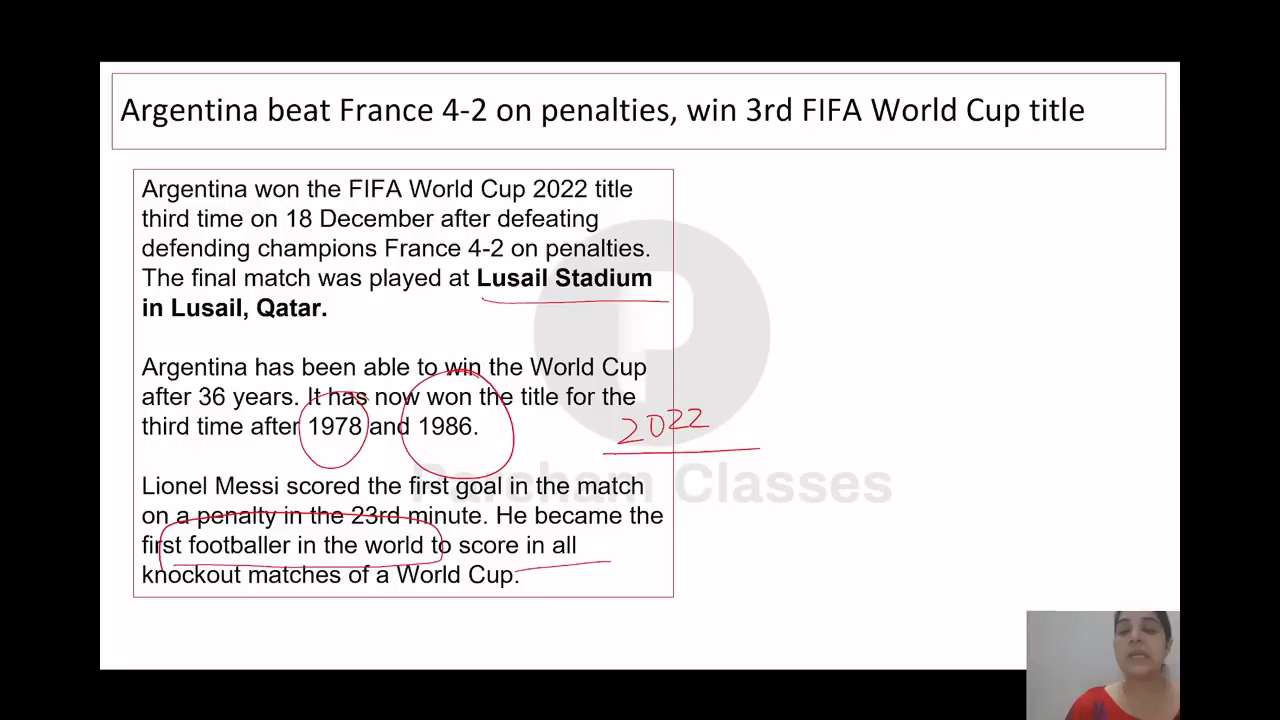 Argentina beat France 4-2 on penalties, win 3rd FIFA World Cup title
Argentina won the FIFA World Cup 2022 title
third time on 18 December after defeating
defending champions France 4-2 on penalties.
The final match was played at Lusail Stadium
in Lusail, Qatar.
Argentina has been able to win the World Cup
after 36 years. It has now won the title for the
third time after 1978 and 1986.
2022
Lionel Messi scored the first goal in the match
on a penalty in the 23rd minute. He became the
first footballer in the world to score in all
knockout matches of a World Cup.
Parcham Classes